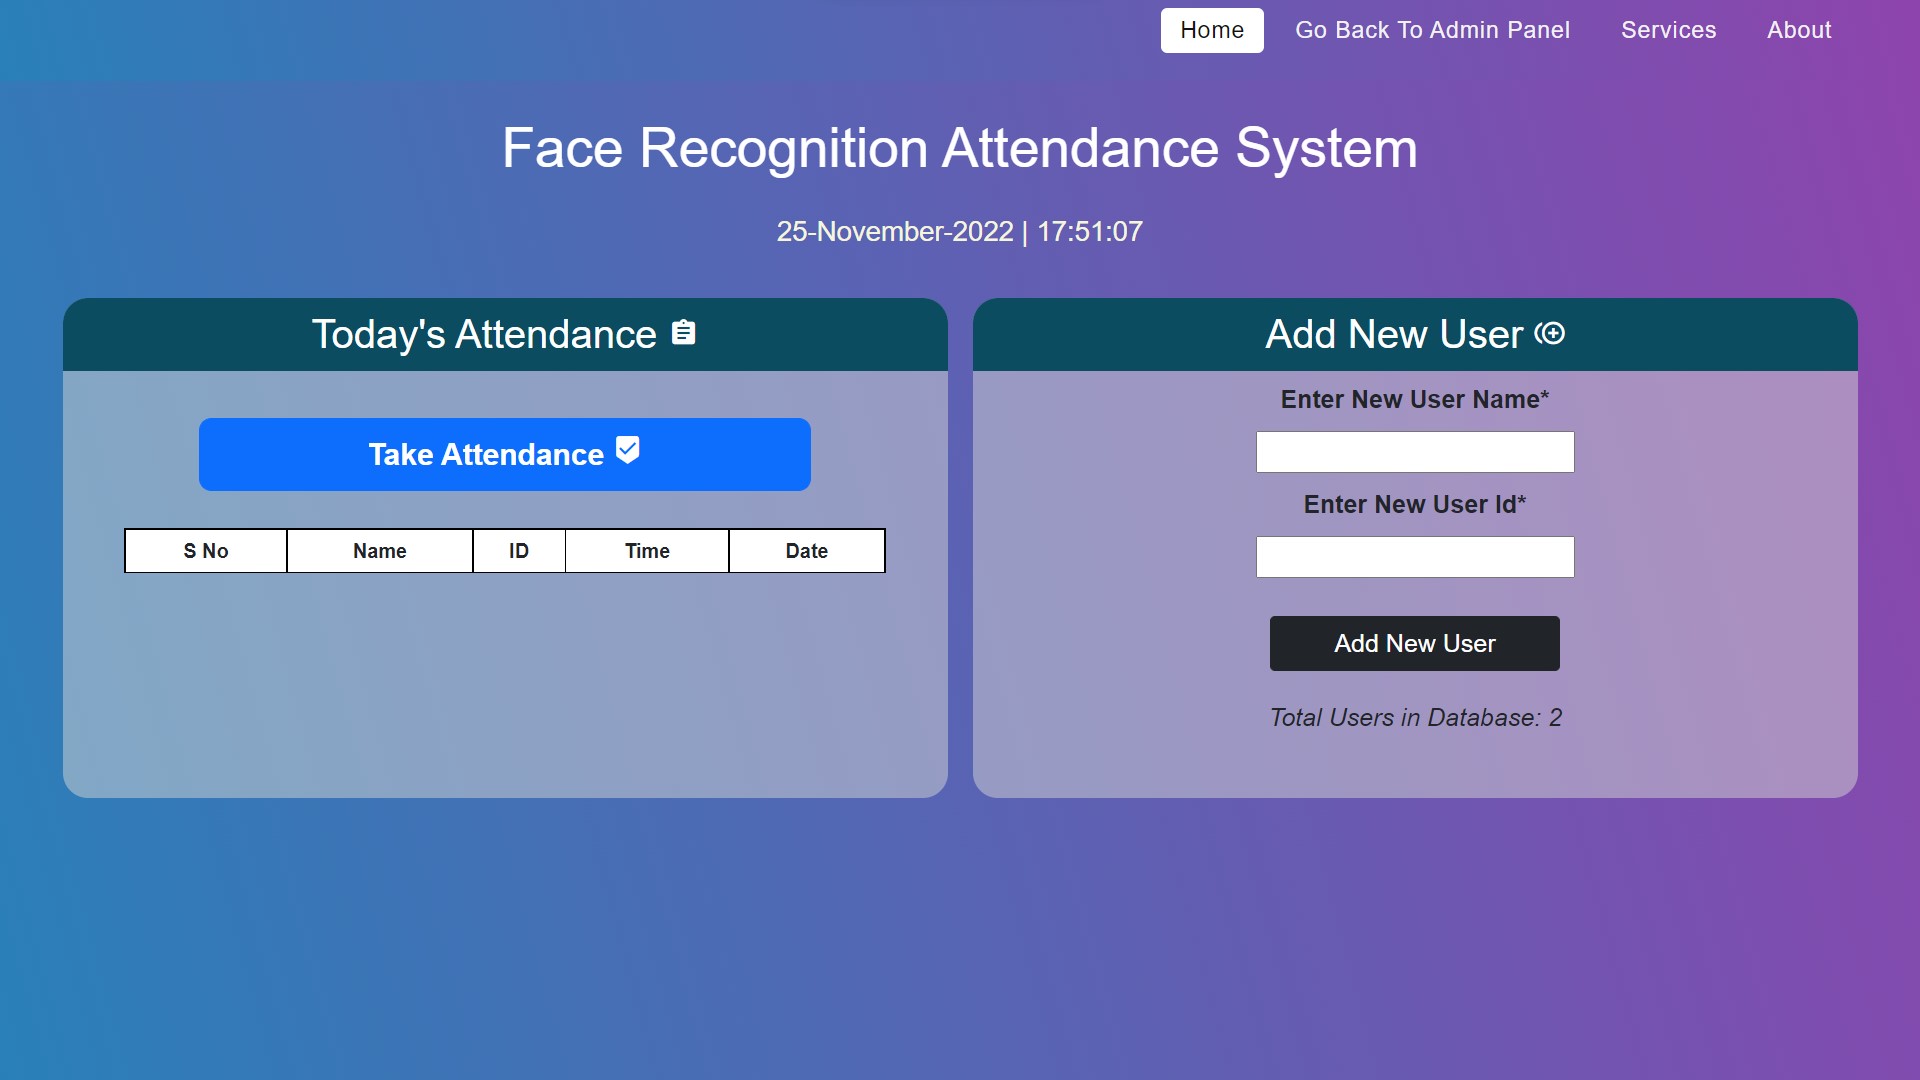 Home Go Back To Admin Panel Services About
Face Recognition Attendance System
25-November-2022 | 17:51:07
Today's Attendance
Take Attendance
S No Name ID Time Date
Add New User
Enter New User Name*
Enter New User Id*
Add New User
Total Users in Database: 2